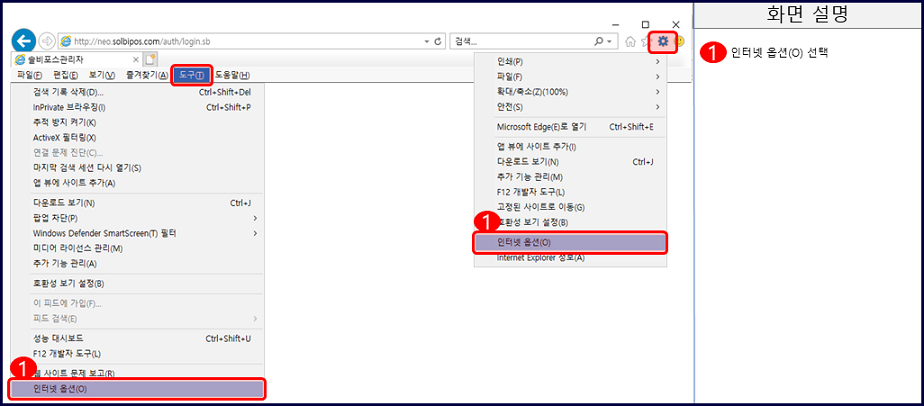 화면 설명
1 인터넷 옵션(O) 선택
http://neo.solbipos.com/auth/login.sb
검색...
솔비포스관리자
파일(F) 편집(E) 보기(V) 즐겨찾기(A) 도구(T) 도움말(H)
검색 기록 삭제(D)... Ctrl+Shift+Del
InPrivate 브라우징(I) Ctrl+Shift+P
추적 방지 켜기(K)
ActiveX 필터링(X)
연결 문제 진단(C)...
마지막 검색 세션 다시 열기(S)
앱 뷰에 사이트 추가(A)
다운로드 보기(N) Ctrl+J
팝업 차단(P)
Windows Defender SmartScreen(T) 필터
미디어 라이선스 관리(M)
추가 기능 관리(A)
호환성 보기 설정(B)
이 피드에 가입(F)...
피드 검색(E)
성능 대시보드 Ctrl+Shift+U
F12 개발자 도구(L)
사이트 문제 보고(R)
1
인터넷 옵션(O)
인쇄(P)
파일(F)
확대/축소(Z)(100%)
안전(S)
Microsoft Edge(E)로 열기 Ctrl+Shift+E
앱 뷰에 사이트 추가(I)
다운로드 보기(N) Ctrl+J
추가 기능 관리(M)
F12 개발자 도구(L)
고정된 사이트로 이동(G)
호환성 보기 설정(B)
1
인터넷 옵션(O)
Internet Explorer 정보(A)